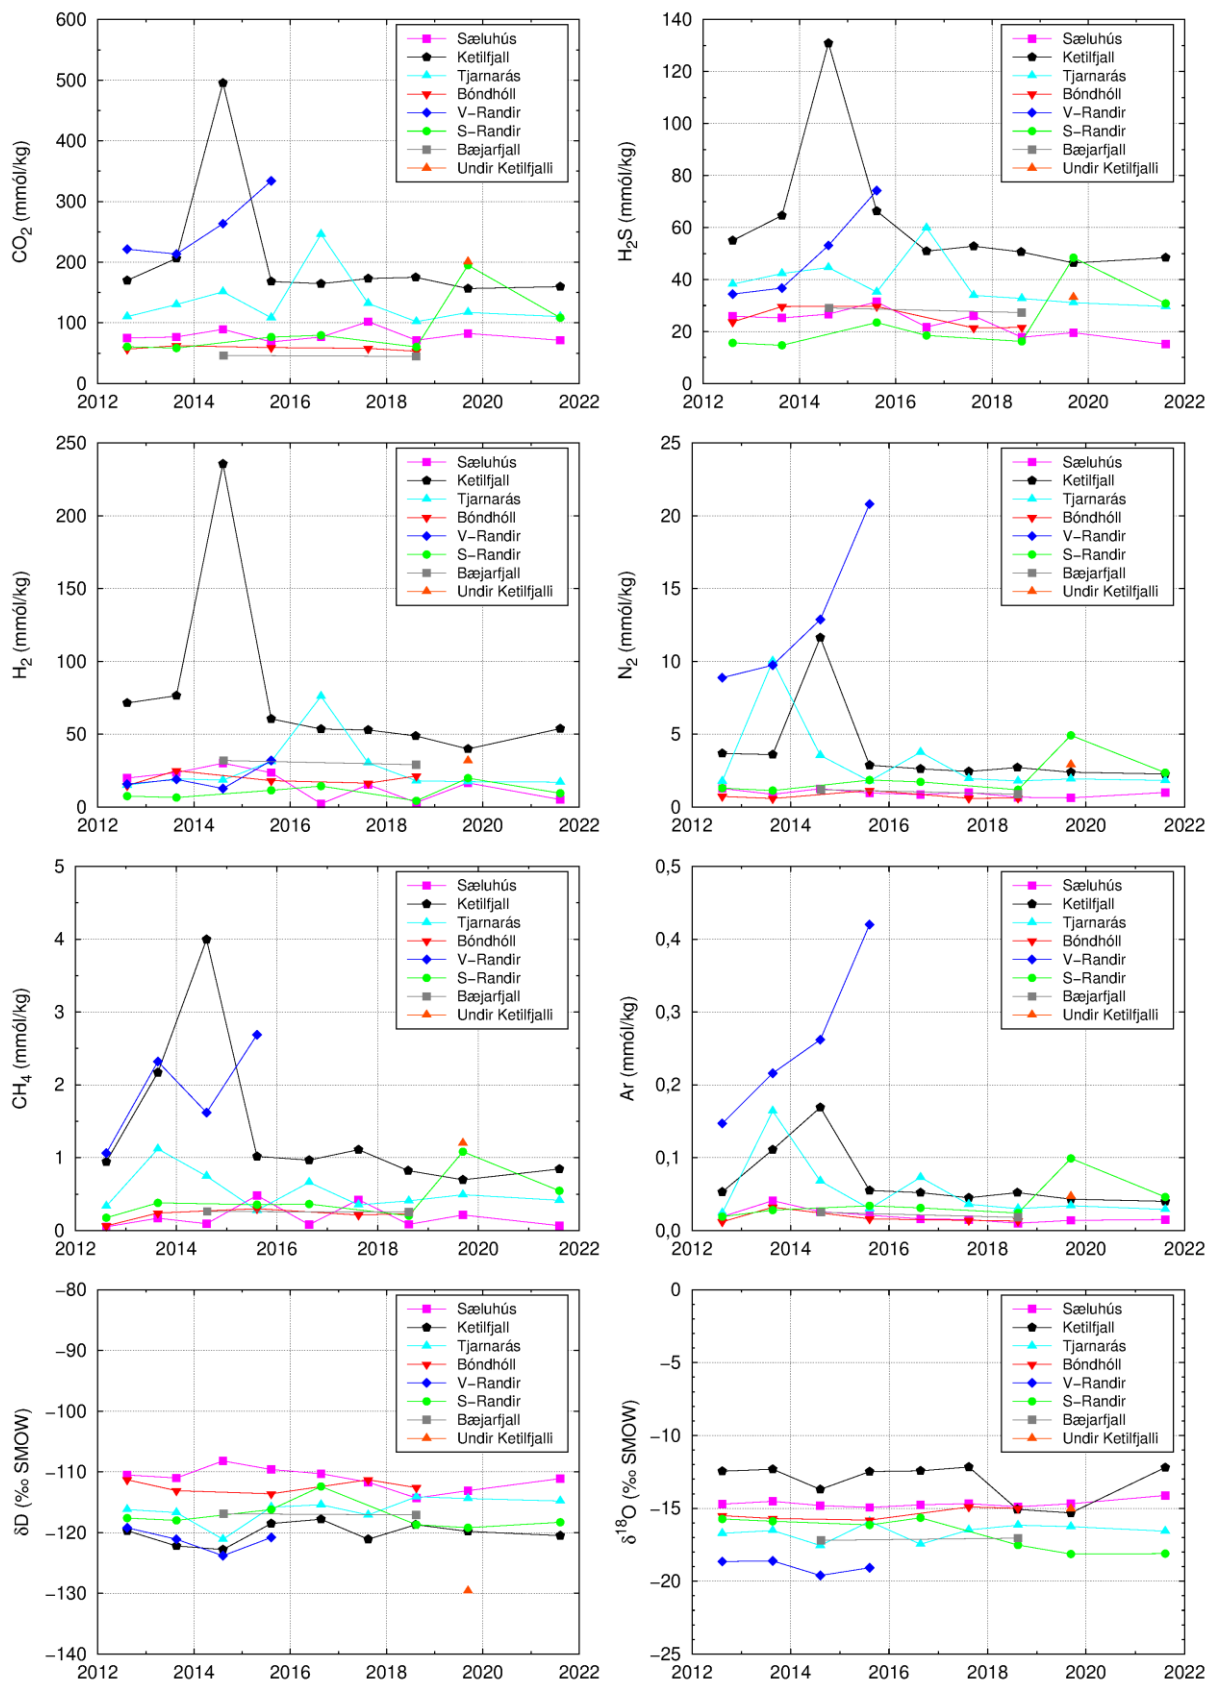 600
500
400
300
200
100
0
CO₂ (mmól/kg)
2012 2014 2016 2018 2020 2022
Sæluhús
Ketilfjall
Tjarnarás
Bóndhóll
V−Randir
S−Randir
Bæjarfjall
Undir Ketilfjalli
140
120
100
80
60
40
20
0
H₂S (mmól/kg)
2012 2014 2016 2018 2020 2022
Sæluhús
Ketilfjall
Tjarnarás
Bóndhóll
V−Randir
S−Randir
Bæjarfjall
Undir Ketilfjalli
250
200
150
100
50
0
H₂ (mmól/kg)
2012 2014 2016 2018 2020 2022
Sæluhús
Ketilfjall
Tjarnarás
Bóndhóll
V−Randir
S−Randir
Bæjarfjall
Undir Ketilfjalli
25
20
15
10
5
0
N₂ (mmól/kg)
2012 2014 2016 2018 2020 2022
Sæluhús
Ketilfjall
Tjarnarás
Bóndhóll
V−Randir
S−Randir
Bæjarfjall
Undir Ketilfjalli
5
4
3
2
1
0
CH₄ (mmól/kg)
2012 2014 2016 2018 2020 2022
Sæluhús
Ketilfjall
Tjarnarás
Bóndhóll
V−Randir
S−Randir
Bæjarfjall
Undir Ketilfjalli
0,5
0,4
0,3
0,2
0,1
0,0
Ar (mmól/kg)
2012 2014 2016 2018 2020 2022
Sæluhús
Ketilfjall
Tjarnarás
Bóndhóll
V−Randir
S−Randir
Bæjarfjall
Undir Ketilfjalli
−80
−90
−100
−110
−120
−130
−140
δD (‰ SMOW)
2012 2014 2016 2018 2020 2022
Sæluhús
Ketilfjall
Tjarnarás
Bóndhóll
V−Randir
S−Randir
Bæjarfjall
Undir Ketilfjalli
0
−5
−10
−15
−20
−25
δ¹⁸O (‰ SMOW)
2012 2014 2016 2018 2020 2022
Sæluhús
Ketilfjall
Tjarnarás
Bóndhóll
V−Randir
S−Randir
Bæjarfjall
Undir Ketilfjalli